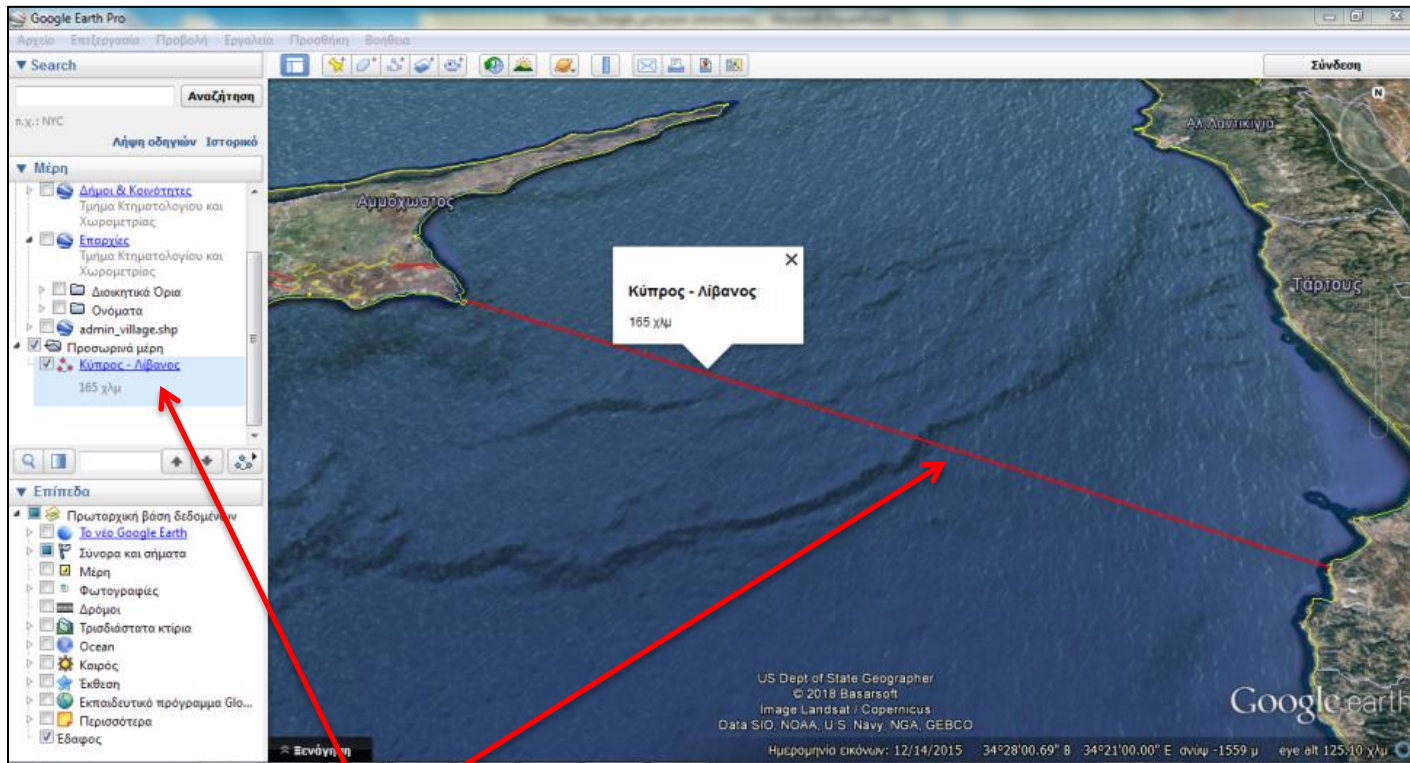 Google Earth Pro
Αρχείο Επεξεργασία Προβολή Εργαλεία Προσθήκη Βοήθεια
Search
Αναζήτηση
π.χ.: NYC
Λήψη οδηγιών Ιστορικό
Μέρη
Δήμοι & Κοινότητες
Τμήμα Κτηματολογίου και
Χωρομετρίας
Επαρχίες
Τμήμα Κτηματολογίου και
Χωρομετρίας
Διοικητικά Όρια
Ονόματα
admin_village.shp
Προσωρινά μέρη
Κύπρος - Λίβανος
165 χλμ
Επίπεδα
Πρωταρχική βάση δεδομένων
Το νέο Google Earth
Σύνορα και σήματα
Μέρη
Φωτογραφίες
Δρόμοι
Τρισδιάστατα κτίρια
Ocean
Καιρός
Έκθεση
Εκπαιδευτικό πρόγραμμα Glo...
Περισσότερα
Έδαφος
Σύνδεση
N
Αλ Λαντικίγια
Αμμόχωστος
Τάρτους
Κύπρος - Λίβανος
165 χλμ
US Dept of State Geographer
© 2018 Basarsoft
Image Landsat / Copernicus
Data SIO, NOAA, U.S. Navy, NGA, GEBCO
Google earth
Ξενάγηση
Ημερομηνία εικόνων: 12/14/2015 34°28'00.69" Β 34°21'00.00" Ε ανύψ -1559 μ eye alt 125.10 χλμ